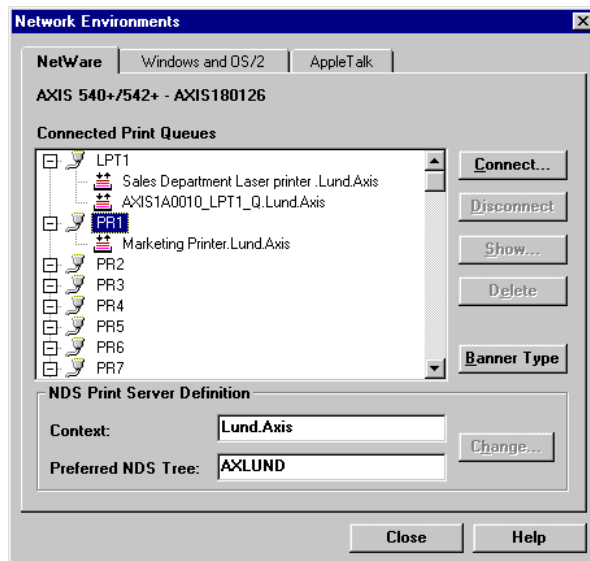 Network Environments
NetWare
Windows and OS/2
AppleTalk
AXIS 540+/542+ - AXIS180126
Connected Print Queues
LPT1
Sales Department Laser printer .Lund.Axis
AXIS1A0010_LPT1_Q.Lund.Axis
PR1
Marketing Printer.Lund.Axis
PR2
PR3
PR4
PR5
PR6
PR7
Connect...
Disconnect
Show...
Delete
Banner Type
NDS Print Server Definition
Context:
Lund.Axis
Preferred NDS Tree:
AXLUND
Change...
Close
Help